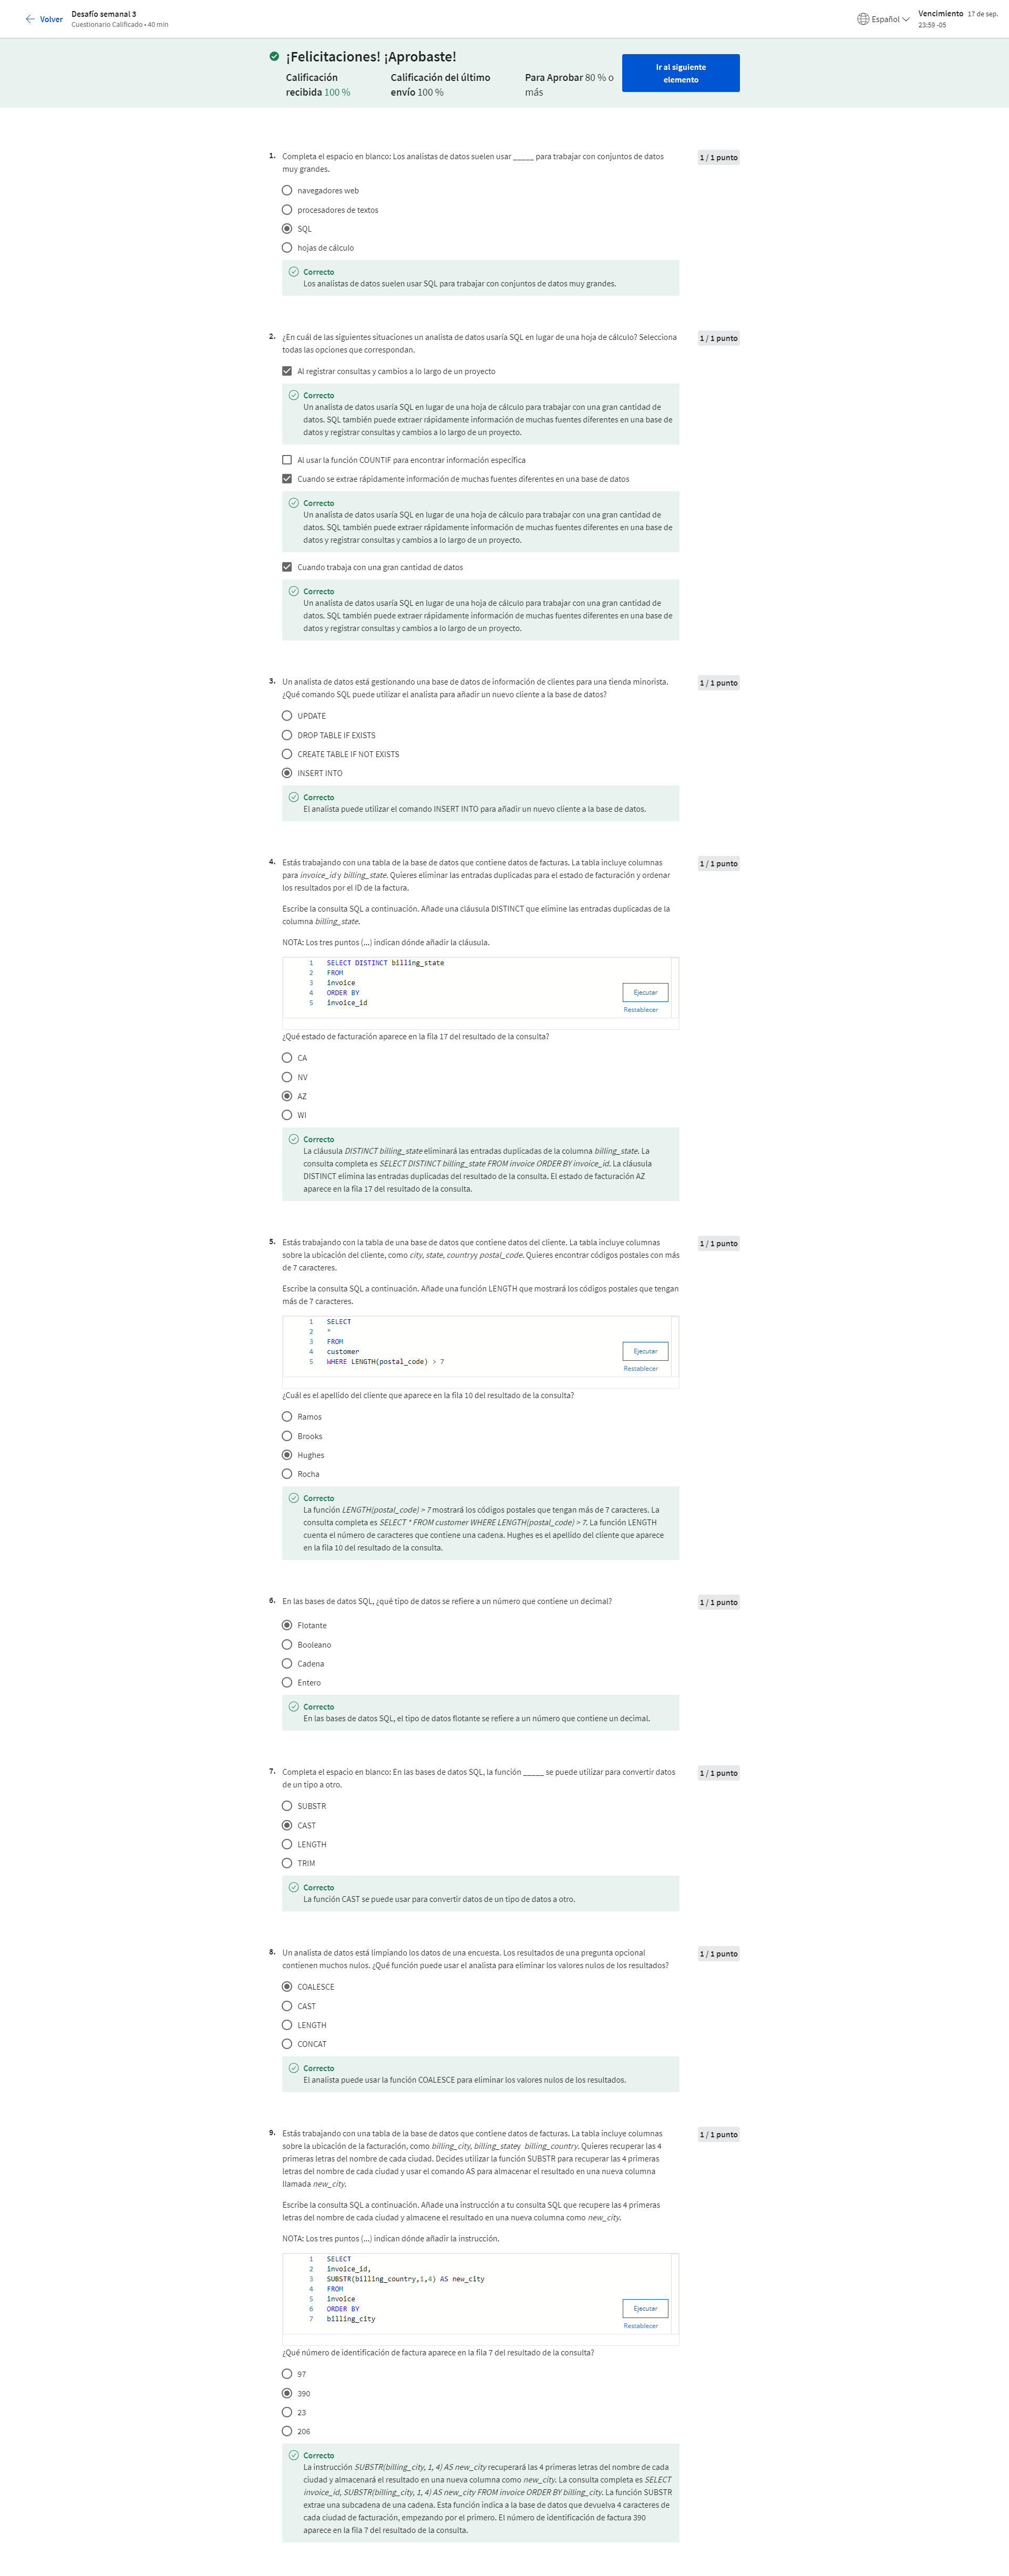 Volver
Desafío semanal 3
Cuestionario Calificado • 40 min
Español
Vencimiento 17 de sep.
23:59 -05
¡Felicitaciones! ¡Aprobaste!
Calificación
recibida 100 %
Calificación del último
envío 100 %
Para Aprobar 80 % o
más
Ir al siguiente
elemento
1. Completa el espacio en blanco: Los analistas de datos suelen usar _____ para trabajar con conjuntos de datos
muy grandes.
1 / 1 punto
navegadores web
procesadores de textos
SQL
hojas de cálculo
Correcto
Los analistas de datos suelen usar SQL para trabajar con conjuntos de datos muy grandes.
2. ¿En cuál de las siguientes situaciones un analista de datos usaría SQL en lugar de una hoja de cálculo? Selecciona
todas las opciones que correspondan.
1 / 1 punto
Al registrar consultas y cambios a lo largo de un proyecto
Correcto
Un analista de datos usaría SQL en lugar de una hoja de cálculo para trabajar con una gran cantidad de
datos. SQL también puede extraer rápidamente información de muchas fuentes diferentes en una base de
datos y registrar consultas y cambios a lo largo de un proyecto.
Al usar la función COUNTIF para encontrar información específica
Cuando se extrae rápidamente información de muchas fuentes diferentes en una base de datos
Correcto
Un analista de datos usaría SQL en lugar de una hoja de cálculo para trabajar con una gran cantidad de
datos. SQL también puede extraer rápidamente información de muchas fuentes diferentes en una base de
datos y registrar consultas y cambios a lo largo de un proyecto.
Cuando trabaja con una gran cantidad de datos
Correcto
Un analista de datos usaría SQL en lugar de una hoja de cálculo para trabajar con una gran cantidad de
datos. SQL también puede extraer rápidamente información de muchas fuentes diferentes en una base de
datos y registrar consultas y cambios a lo largo de un proyecto.
3. Un analista de datos está gestionando una base de datos de información de clientes para una tienda minorista.
¿Qué comando SQL puede utilizar el analista para añadir un nuevo cliente a la base de datos?
1 / 1 punto
UPDATE
DROP TABLE IF EXISTS
CREATE TABLE IF NOT EXISTS
INSERT INTO
Correcto
El analista puede utilizar el comando INSERT INTO para añadir un nuevo cliente a la base de datos.
4. Estás trabajando con una tabla de la base de datos que contiene datos de facturas. La tabla incluye columnas
para invoice_id y billing_state. Quieres eliminar las entradas duplicadas para el estado de facturación y ordenar
los resultados por el ID de la factura.
1 / 1 punto
Escribe la consulta SQL a continuación. Añade una cláusula DISTINCT que elimine las entradas duplicadas de la
columna billing_state.
NOTA: Los tres puntos (...) indican dónde añadir la cláusula.
1 SELECT DISTINCT billing_state
2 FROM
3 invoice
4 ORDER BY
5 invoice_id
Ejecutar
Restablecer
¿Qué estado de facturación aparece en la fila 17 del resultado de la consulta?
CA
NV
AZ
WI
Correcto
La cláusula DISTINCT billing_state eliminará las entradas duplicadas de la columna billing_state. La
consulta completa es SELECT DISTINCT billing_state FROM invoice ORDER BY invoice_id. La cláusula
DISTINCT elimina las entradas duplicadas del resultado de la consulta. El estado de facturación AZ
aparece en la fila 17 del resultado de la consulta.
5. Estás trabajando con la tabla de una base de datos que contiene datos del cliente. La tabla incluye columnas
sobre la ubicación del cliente, como city, state, countryy postal_code. Quieres encontrar códigos postales con más
de 7 caracteres.
1 / 1 punto
Escribe la consulta SQL a continuación. Añade una función LENGTH que mostrará los códigos postales que tengan
más de 7 caracteres.
1 SELECT
2 *
3 FROM
4 customer
5 WHERE LENGTH(postal_code) > 7
Ejecutar
Restablecer
¿Cuál es el apellido del cliente que aparece en la fila 10 del resultado de la consulta?
Ramos
Brooks
Hughes
Rocha
Correcto
La función LENGTH(postal_code) > 7 mostrará los códigos postales que tengan más de 7 caracteres. La
consulta completa es SELECT * FROM customer WHERE LENGTH(postal_code) > 7. La función LENGTH
cuenta el número de caracteres que contiene una cadena. Hughes es el apellido del cliente que aparece
en la fila 10 del resultado de la consulta.
6. En las bases de datos SQL, ¿qué tipo de datos se refiere a un número que contiene un decimal?
1 / 1 punto
Flotante
Booleano
Cadena
Entero
Correcto
En las bases de datos SQL, el tipo de datos flotante se refiere a un número que contiene un decimal.
7. Completa el espacio en blanco: En las bases de datos SQL, la función _____ se puede utilizar para convertir datos
de un tipo a otro.
1 / 1 punto
SUBSTR
CAST
LENGTH
TRIM
Correcto
La función CAST se puede usar para convertir datos de un tipo de datos a otro.
8. Un analista de datos está limpiando los datos de una encuesta. Los resultados de una pregunta opcional
contienen muchos nulos. ¿Qué función puede usar el analista para eliminar los valores nulos de los resultados?
1 / 1 punto
COALESCE
CAST
LENGTH
CONCAT
Correcto
El analista puede usar la función COALESCE para eliminar los valores nulos de los resultados.
9. Estás trabajando con una tabla de la base de datos que contiene datos de facturas. La tabla incluye columnas
sobre la ubicación de la facturación, como billing_city, billing_statey billing_country. Quieres recuperar las 4
primeras letras del nombre de cada ciudad. Decides utilizar la función SUBSTR para recuperar las 4 primeras
letras del nombre de cada ciudad y usar el comando AS para almacenar el resultado en una nueva columna
llamada new_city.
1 / 1 punto
Escribe la consulta SQL a continuación. Añade una instrucción a tu consulta SQL que recupere las 4 primeras
letras del nombre de cada ciudad y almacene el resultado en una nueva columna como new_city.
NOTA: Los tres puntos (...) indican dónde añadir la instrucción.
1 SELECT
2 invoice_id,
3 SUBSTR(billing_country,1,4) AS new_city
4 FROM
5 invoice
6 ORDER BY
7 billing_city
Ejecutar
Restablecer
¿Qué número de identificación de factura aparece en la fila 7 del resultado de la consulta?
97
390
23
206
Correcto
La instrucción SUBSTR(billing_city, 1, 4) AS new_city recuperará las 4 primeras letras del nombre de cada
ciudad y almacenará el resultado en una nueva columna como new_city. La consulta completa es SELECT
invoice_id, SUBSTR(billing_city, 1, 4) AS new_city FROM invoice ORDER BY billing_city. La función SUBSTR
extrae una subcadena de una cadena. Esta función indica a la base de datos que devuelva 4 caracteres de
cada ciudad de facturación, empezando por el primero. El número de identificación de factura 390
aparece en la fila 7 del resultado de la consulta.